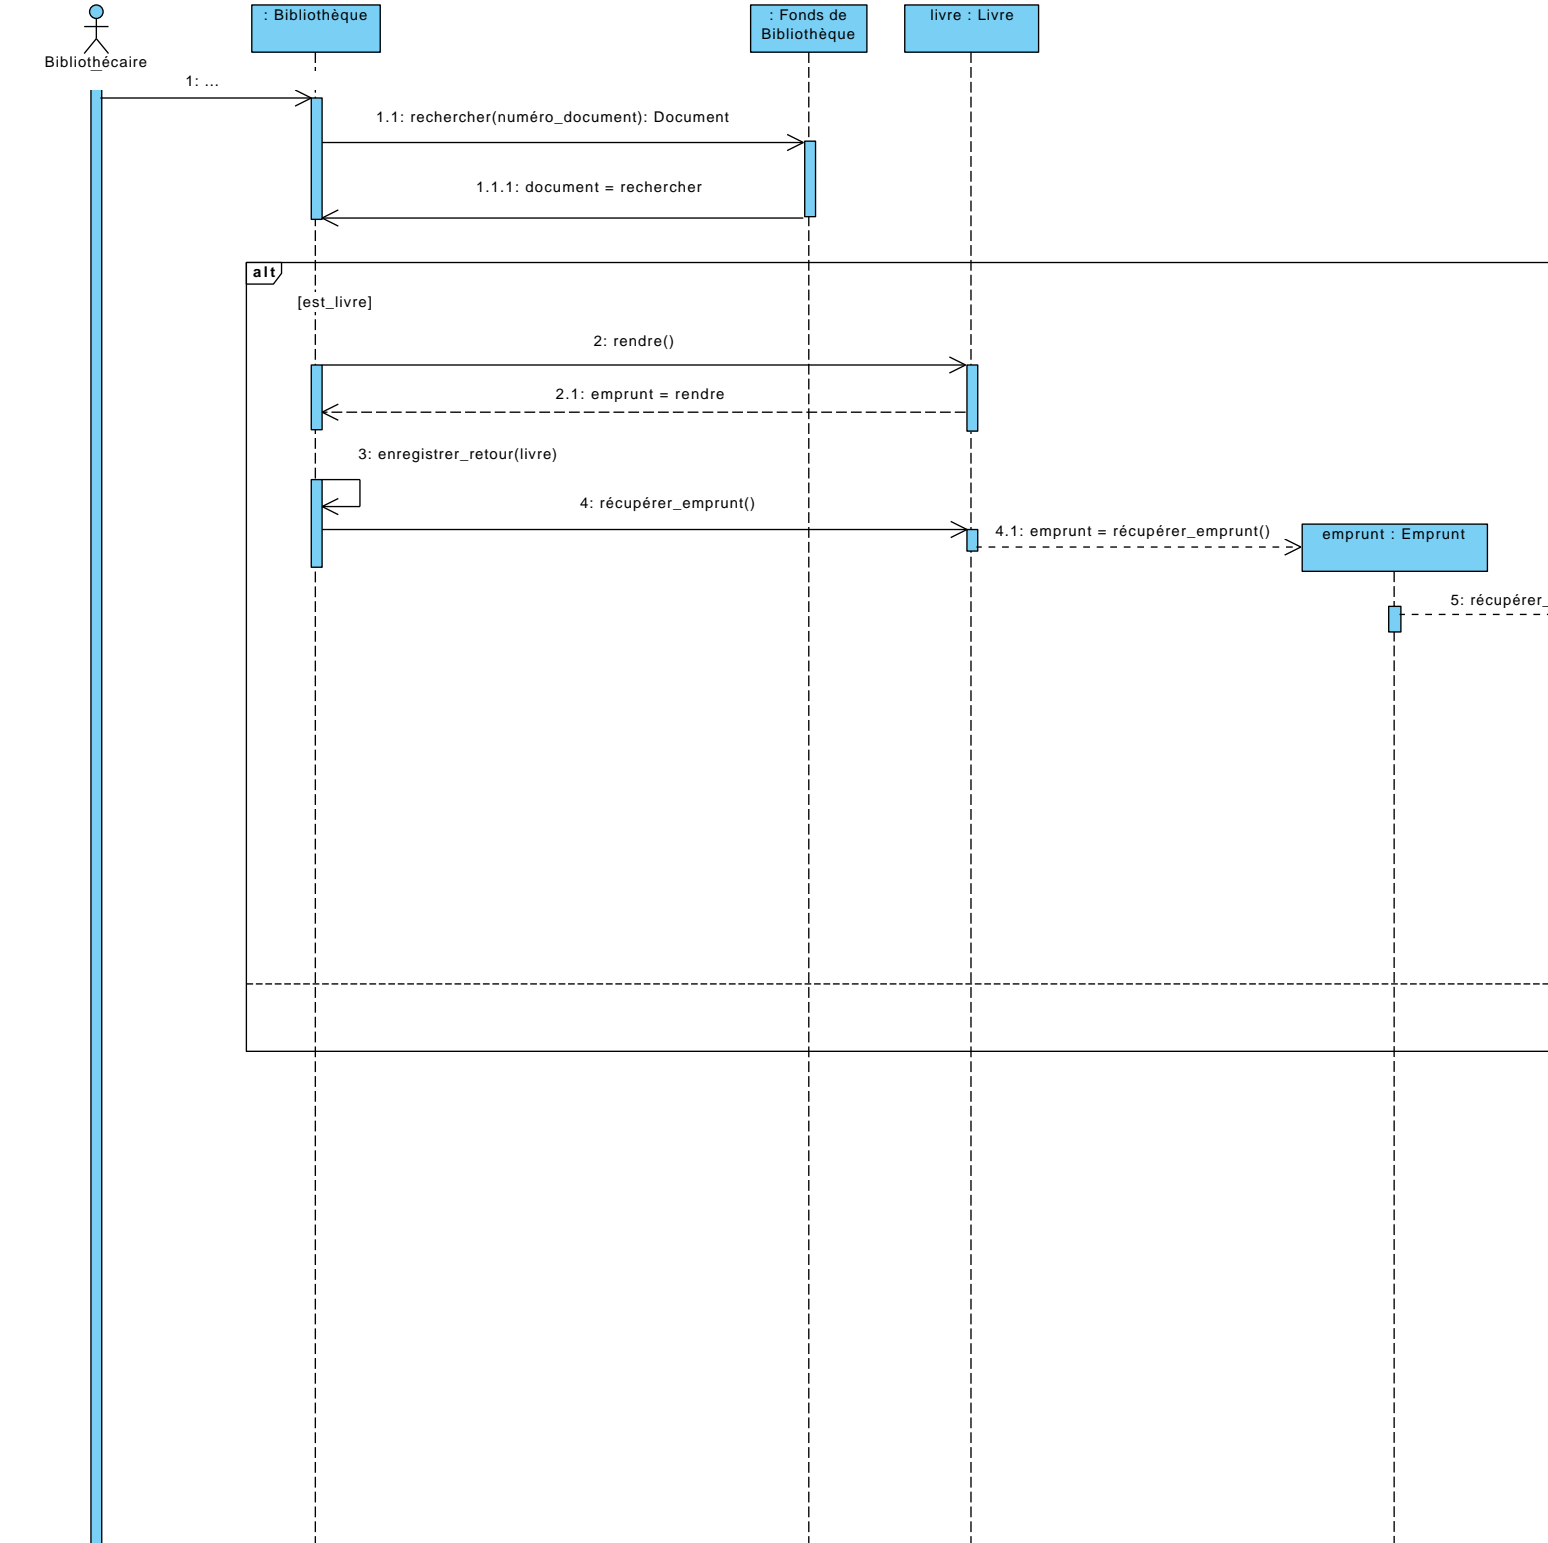 : Bibliothèque
: Fonds de
Bibliothèque
livre : Livre
Bibliothécaire
1: ...
1.1: rechercher(numéro_document): Document
1.1.1: document = rechercher
alt
[est_livre]
2: rendre()
2.1: emprunt = rendre
3: enregistrer_retour(livre)
4: récupérer_emprunt()
4.1: emprunt = récupérer_emprunt()
emprunt : Emprunt
5: récupérer_